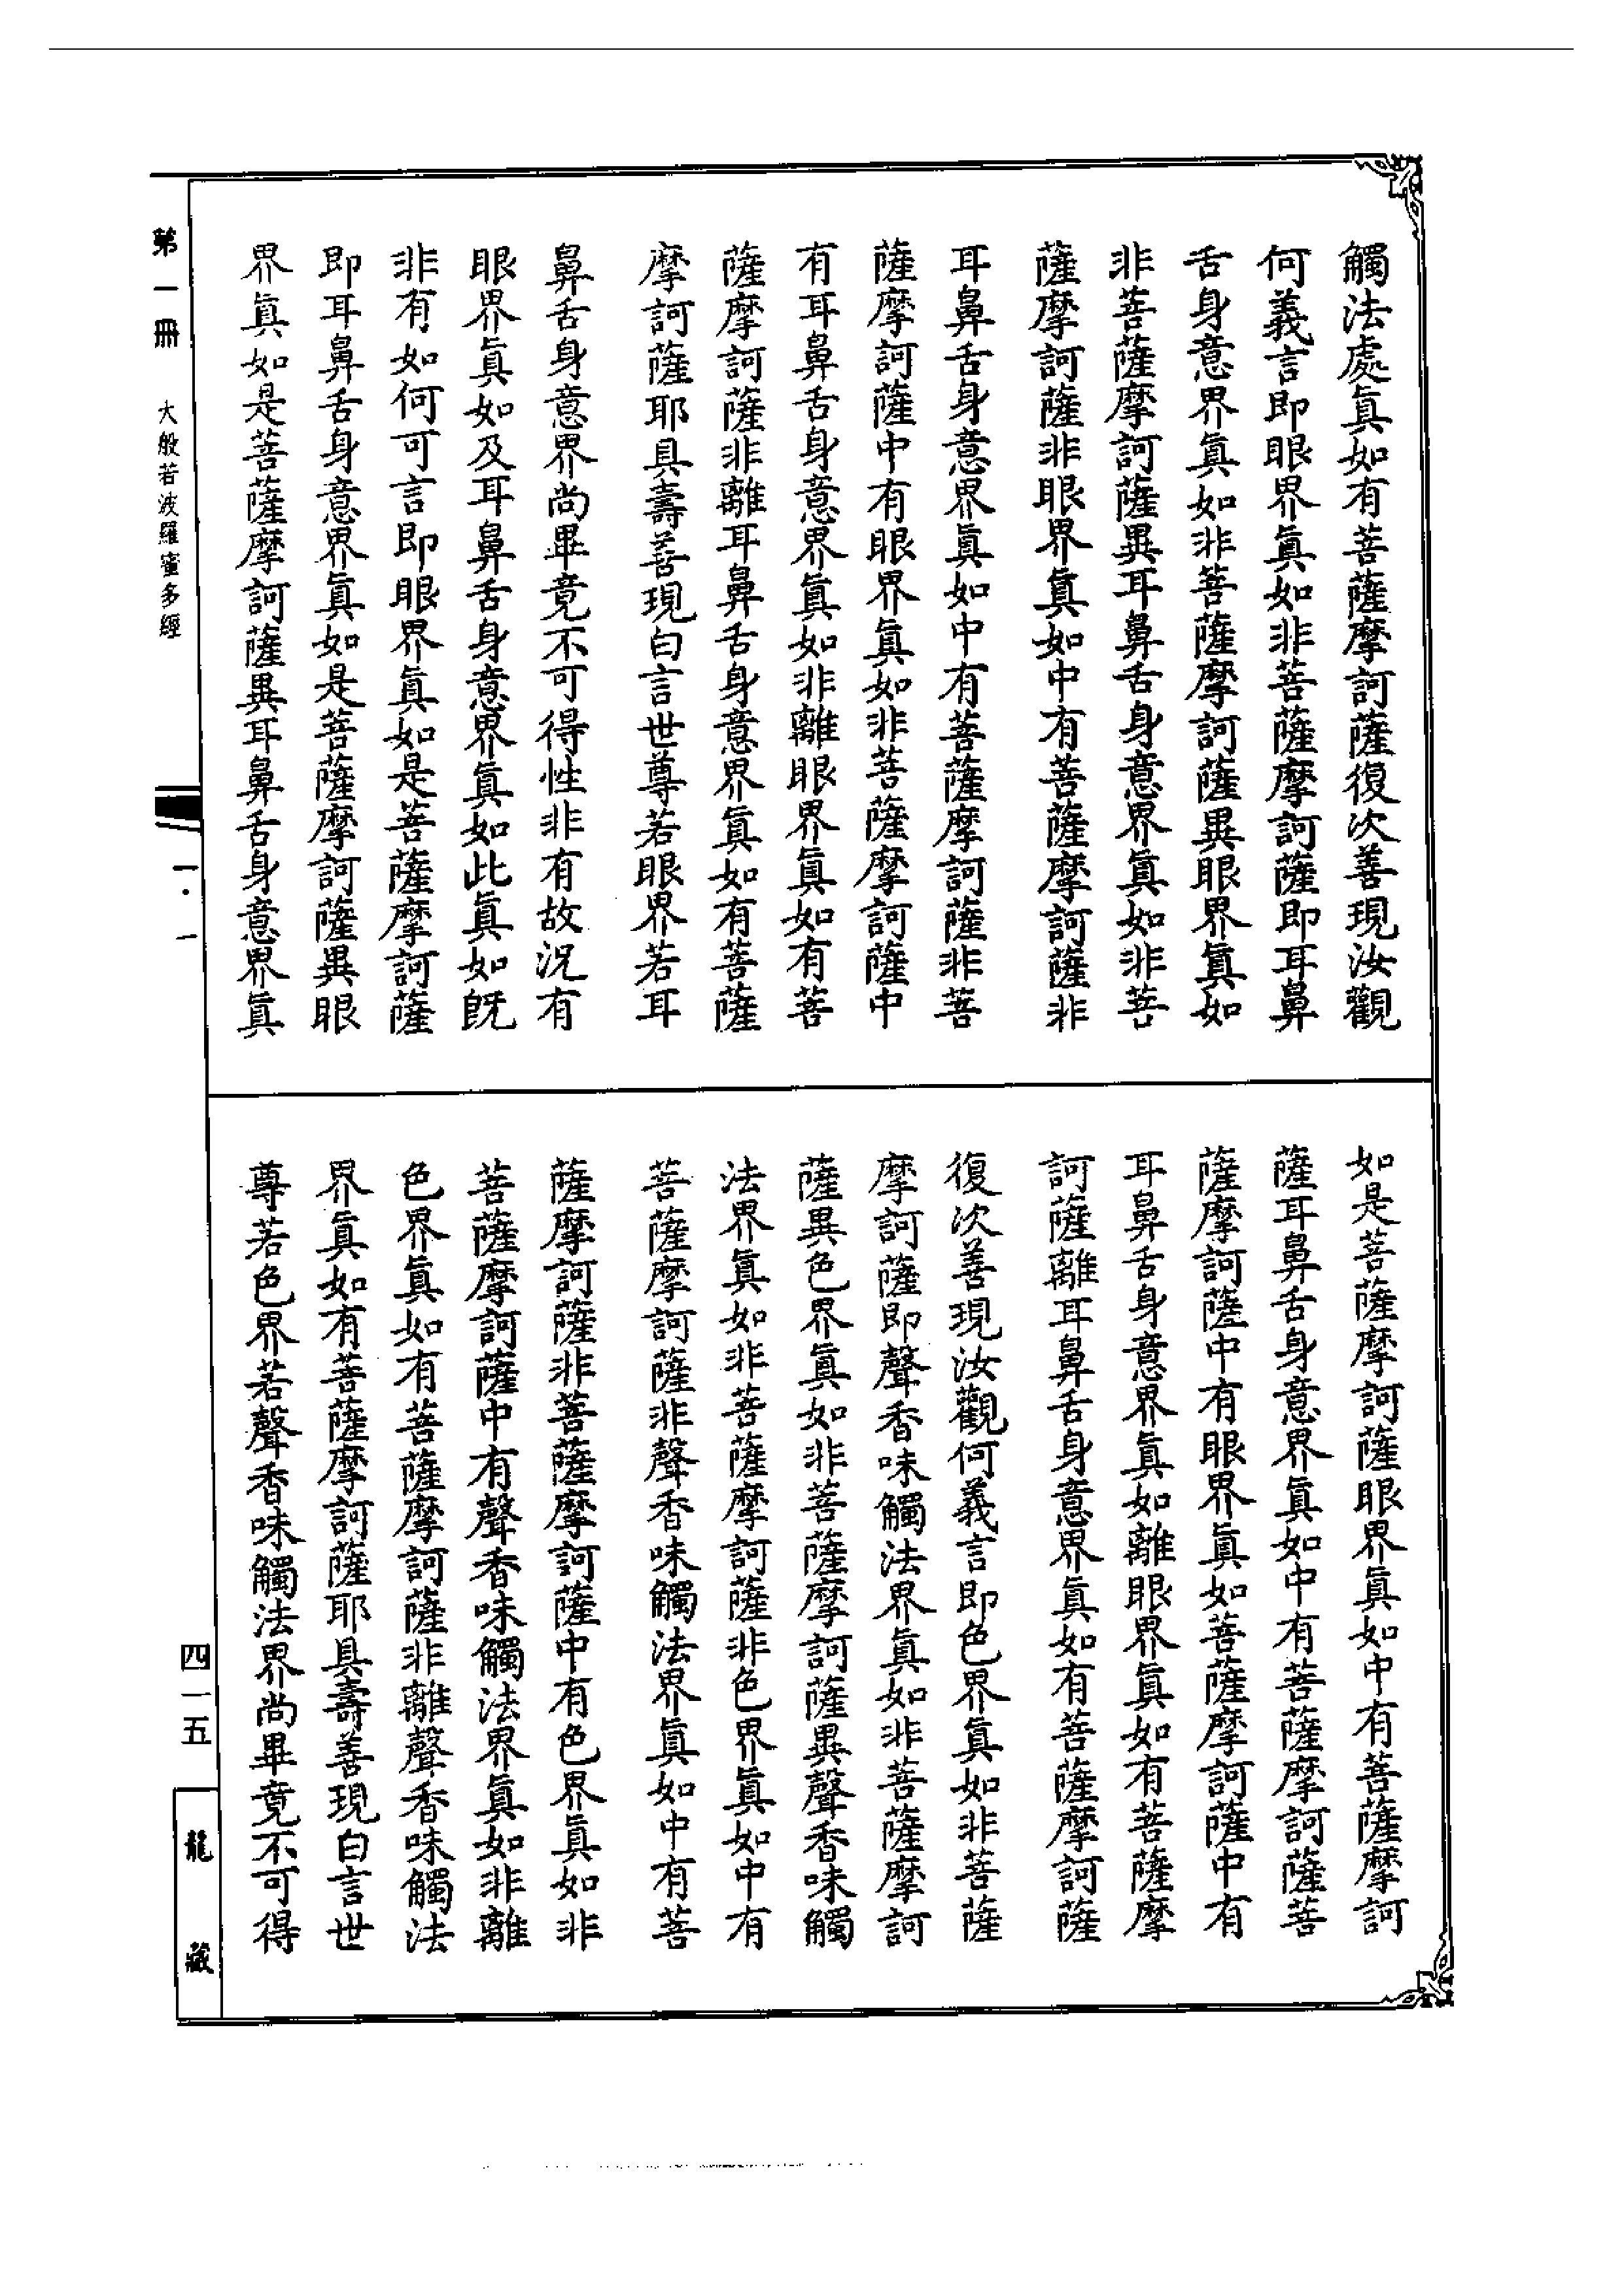 觸法處眞如有菩薩摩訶薩復次善現汝觀
何義言即眼界眞如非菩薩摩訶薩即耳鼻
舌身意界眞如非菩薩摩訶薩異眼界眞如
非菩薩摩訶薩異耳鼻舌身意界眞如非菩
薩摩訶薩非眼界眞如中有菩薩摩訶薩非
耳鼻舌身意界眞如中有菩薩摩訶薩非菩
薩摩訶薩中有眼界眞如非菩薩摩訶薩中
有耳鼻舌身意界眞如非離眼界眞如有菩
薩摩訶薩非離耳鼻舌身意界眞如有菩薩
摩訶薩耶具壽善現白言世尊若眼界若耳
鼻舌身意界尚畢竟不可得性非有故況有
眼界眞如及耳鼻舌身意界眞如此眞如既
非有如何可言即眼界眞如是菩薩摩訶薩
即耳鼻舌身意界眞如是菩薩摩訶薩異眼
界眞如是菩薩摩訶薩異耳鼻舌身意界眞
如是菩薩摩訶薩眼界眞如中有菩薩摩訶
薩耳鼻舌身意界眞如中有菩薩摩訶薩菩
薩摩訶薩中有眼界眞如菩薩摩訶薩中有
耳鼻舌身意界眞如離眼界眞如有菩薩摩
訶薩離耳鼻舌身意界眞如有菩薩摩訶薩
復次善現汝觀何義言即色界眞如非菩薩
摩訶薩即聲香味觸法界眞如非菩薩摩訶
薩異色界眞如非菩薩摩訶薩異聲香味觸
法界眞如非菩薩摩訶薩非色界眞如中有
菩薩摩訶薩非聲香味觸法界眞如中有菩
薩摩訶薩非菩薩摩訶薩中有色界眞如非
菩薩摩訶薩中有聲香味觸法界眞如非離
色界眞如有菩薩摩訶薩非離聲香味觸法
界眞如有菩薩摩訶薩耶具壽善現白言世
尊若色界若聲香味觸法界尚畢竟不可得
第一冊 大般若波羅蜜多經
一·一
四一五
龍藏